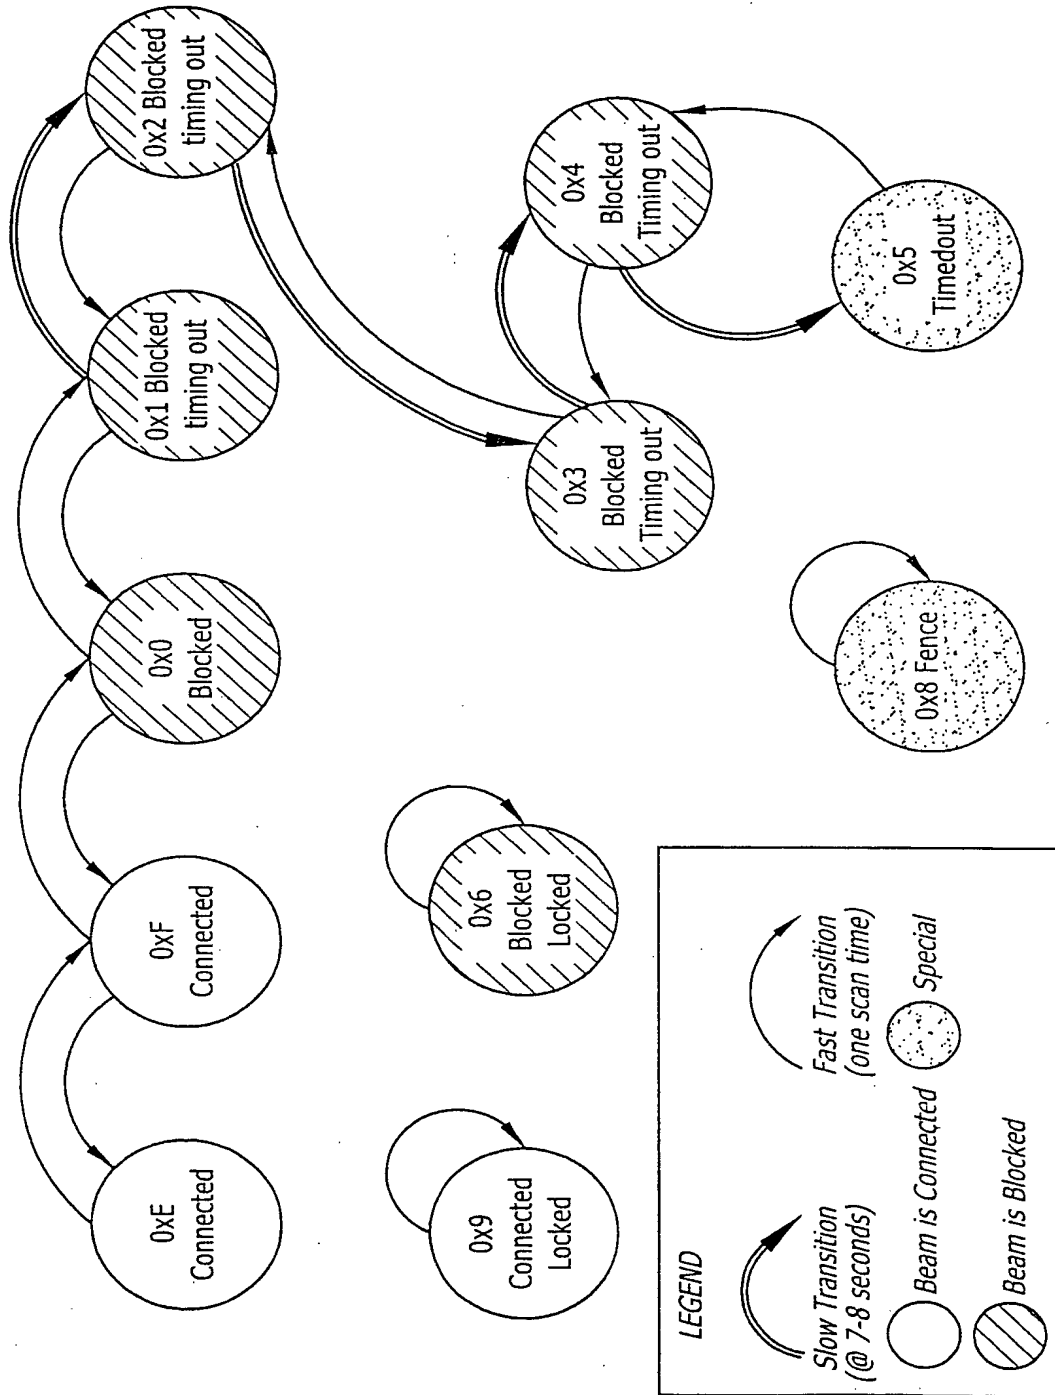 0xE
Connected
0xF
Connected
0x0
Blocked
0x1 Blocked
timing out
0x2 Blocked
timing out
0x9
Connected
Locked
0x6
Blocked
Locked
0x3
Blocked
Timing out
0x4
Blocked
Timing out
0x8 Fence
0x5
Timedout
LEGEND
Slow Transition
(@ 7-8 seconds)
Fast Transition
(one scan time)
Beam is Connected
Special
Beam is Blocked